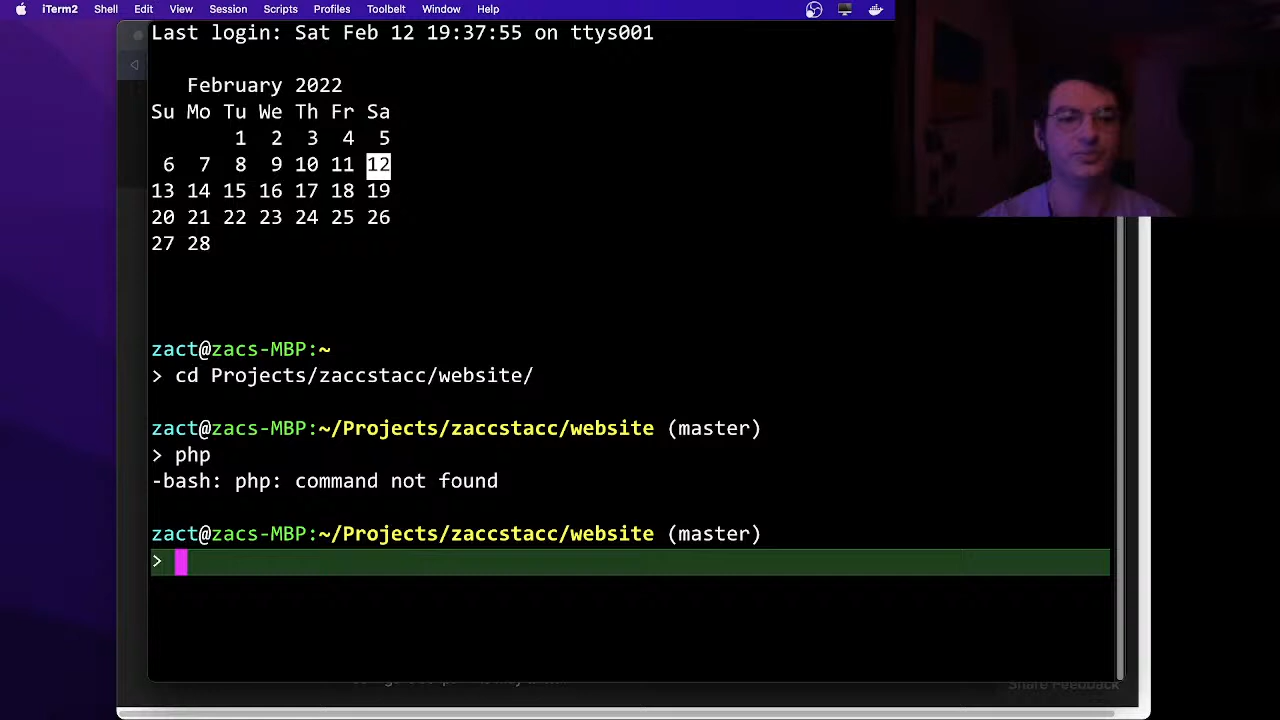 iTerm2 Shell Edit View Session Scripts Profiles Toolbelt Window Help
Last login: Sat Feb 12 19:37:55 on ttys001
February 2022
Su Mo Tu We Th Fr Sa
1 2 3 4 5
6 7 8 9 10 11 12
13 14 15 16 17 18 19
20 21 22 23 24 25 26
27 28
zact@zacs-MBP:~
> cd Projects/zaccstacc/website/
zact@zacs-MBP:~/Projects/zaccstacc/website (master)
> php
-bash: php: command not found
zact@zacs-MBP:~/Projects/zaccstacc/website (master)
>
Share Feedback